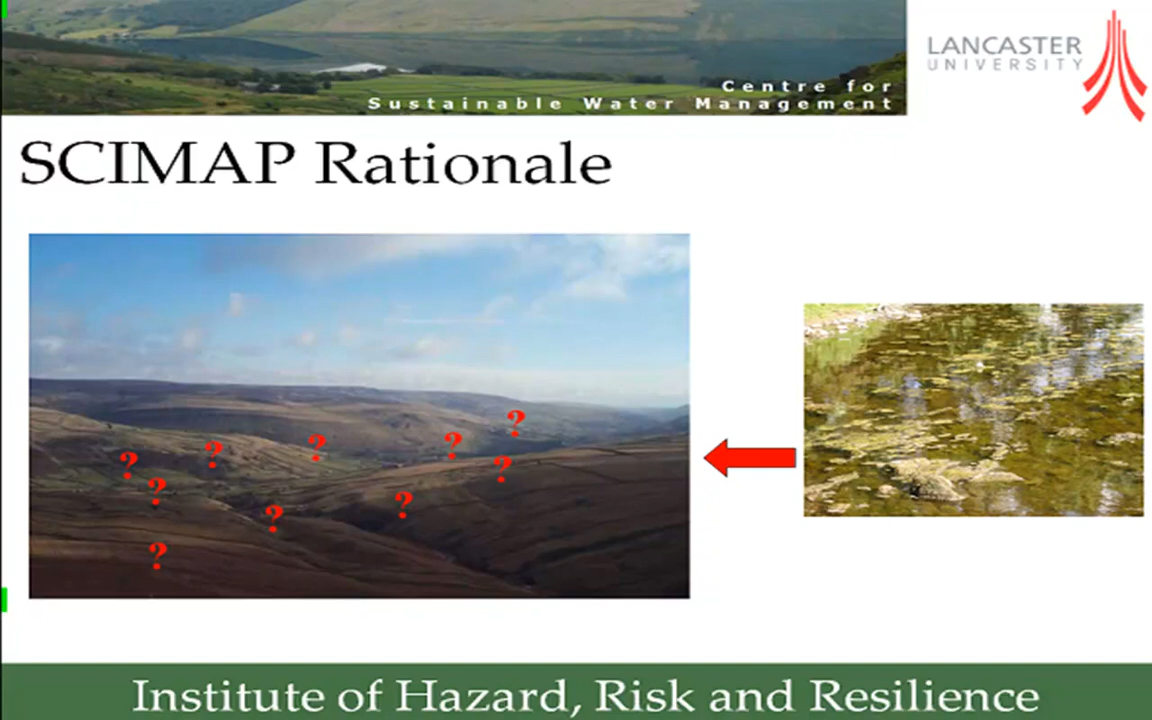 Centre for
Sustainable Water Management
LANCASTER
UNIVERSITY
SCIMAP Rationale
?
?
?
?
?
?
?
?
?
?
Institute of Hazard, Risk and Resilience